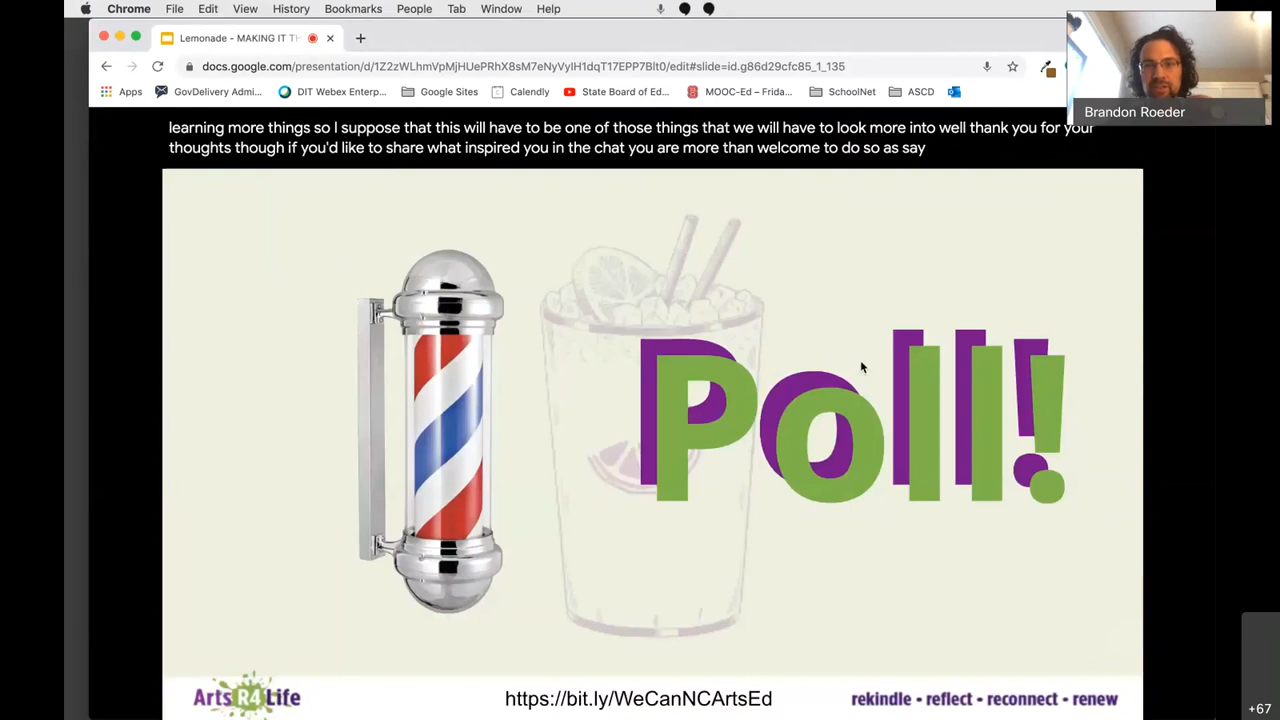 Chrome File Edit View History Bookmarks People Tab Window Help
Lemonade - MAKING IT TH
docs.google.com/presentation/d/1Z2zWLhmVpMjHUePRhX8sM7eNyVyIH1dqT17EPP7BIt0/edit#slide=id.g86d29cfc85_1_135
Apps GovDelivery Admi... DIT Webex Enterp... Google Sites Calendly State Board of Ed... MOOC-Ed – Frida... SchoolNet ASCD
Brandon Roeder
learning more things so I suppose that this will have to be one of those things that we will have to look more into well thank you for your
thoughts though if you'd like to share what inspired you in the chat you are more than welcome to do so as say
Poll!
Arts R4 Life
https://bit.ly/WeCanNCArtsEd
rekindle • reflect • reconnect • renew
+67